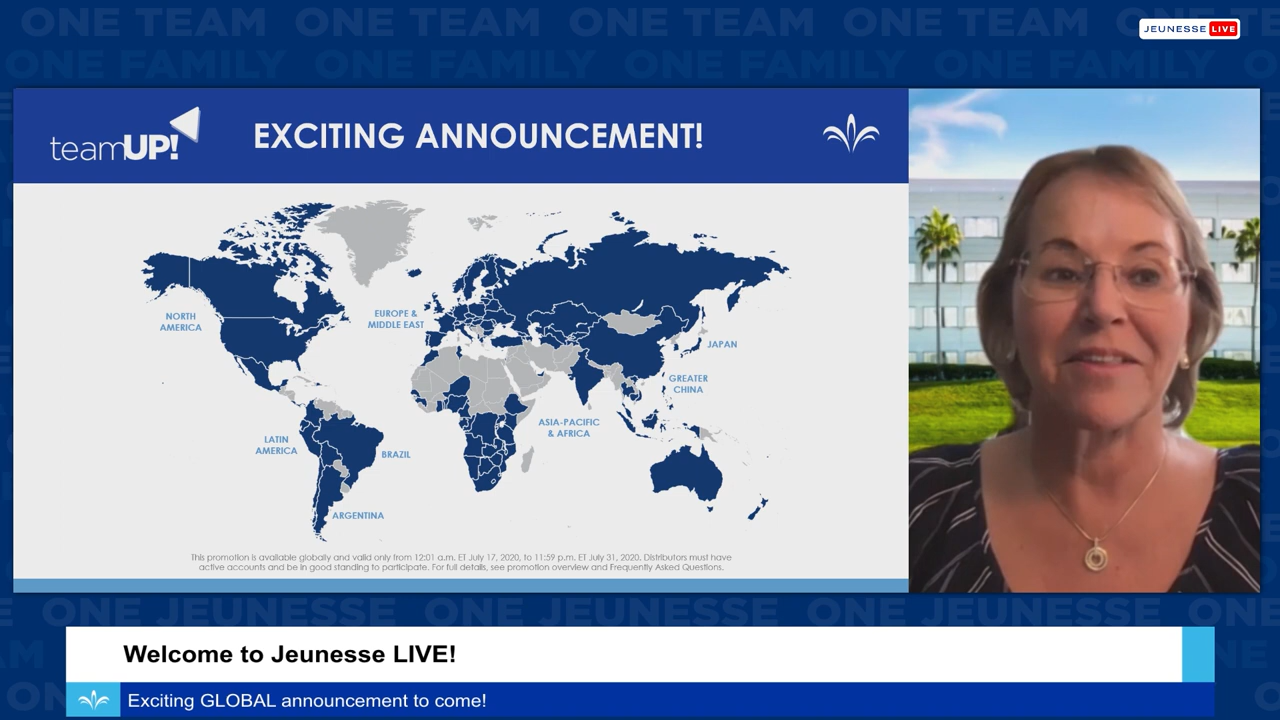 ONE TEAM ONE TEAM ONE TEAM ONE TEAM
JEUNESSE LIVE
ONE FAMILY ONE FAMILY ONE FAMILY ONE FAMILY
teamUP!
EXCITING ANNOUNCEMENT!
NORTH
AMERICA
EUROPE &
MIDDLE EAST
JAPAN
GREATER
CHINA
ASIA-PACIFIC
& AFRICA
LATIN
AMERICA
BRAZIL
ARGENTINA
This promotion is available globally and valid only from 12:01 a.m. ET July 17, 2020, to 11:59 p.m. ET July 31, 2020. Distributors must have
active accounts and be in good standing to participate. For full details, see promotion overview and Frequently Asked Questions.
ONE JEUNESSE ONE JEUNESSE ONE JEUNESSE
Welcome to Jeunesse LIVE!
Exciting GLOBAL announcement to come!